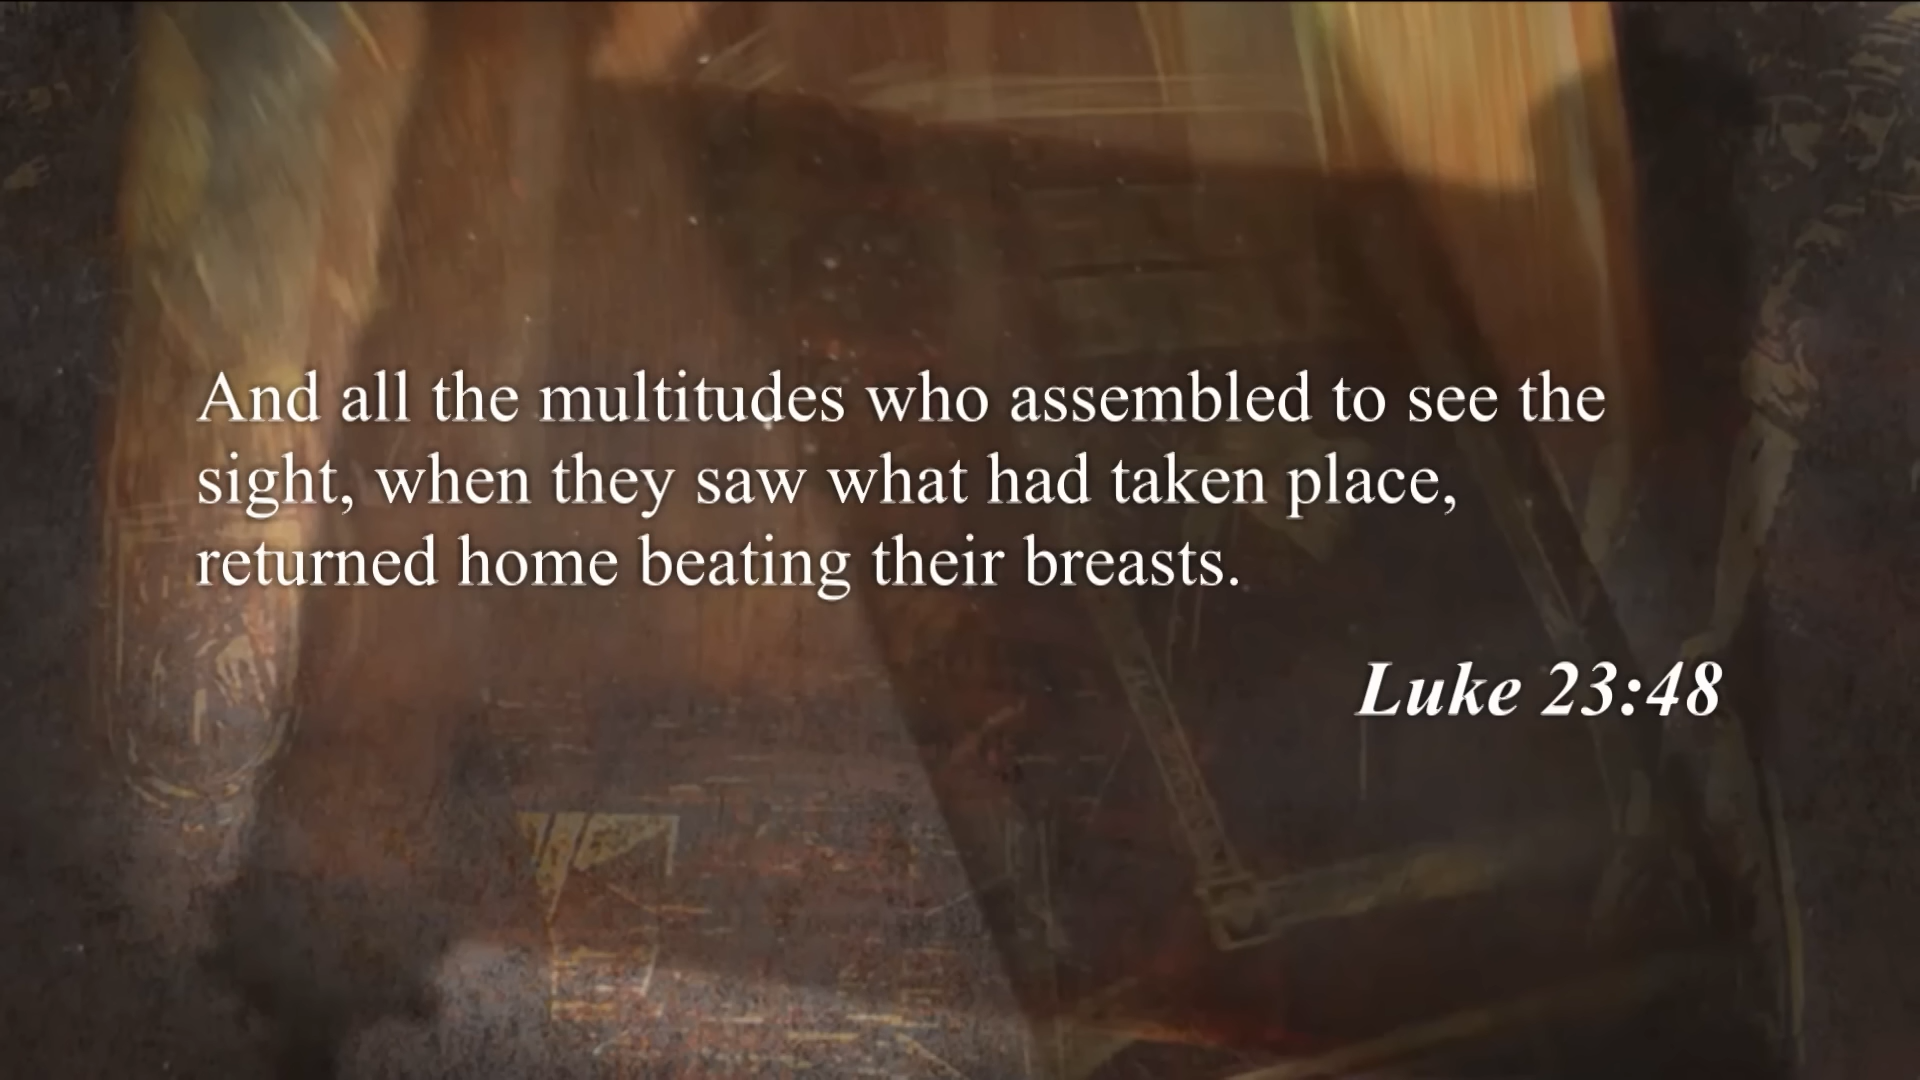 And all the multitudes who assembled to see the
sight, when they saw what had taken place,
returned home beating their breasts.
Luke 23:48